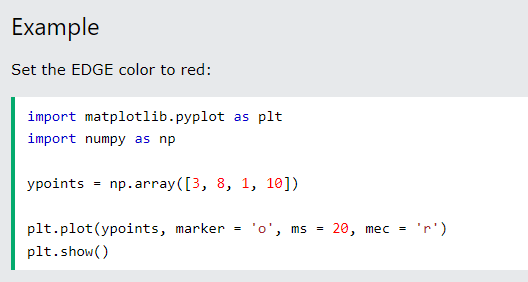 Example
Set the EDGE color to red:
import matplotlib.pyplot as plt
import numpy as np
ypoints = np.array([3, 8, 1, 10])
plt.plot(ypoints, marker = 'o', ms = 20, mec = 'r')
plt.show()